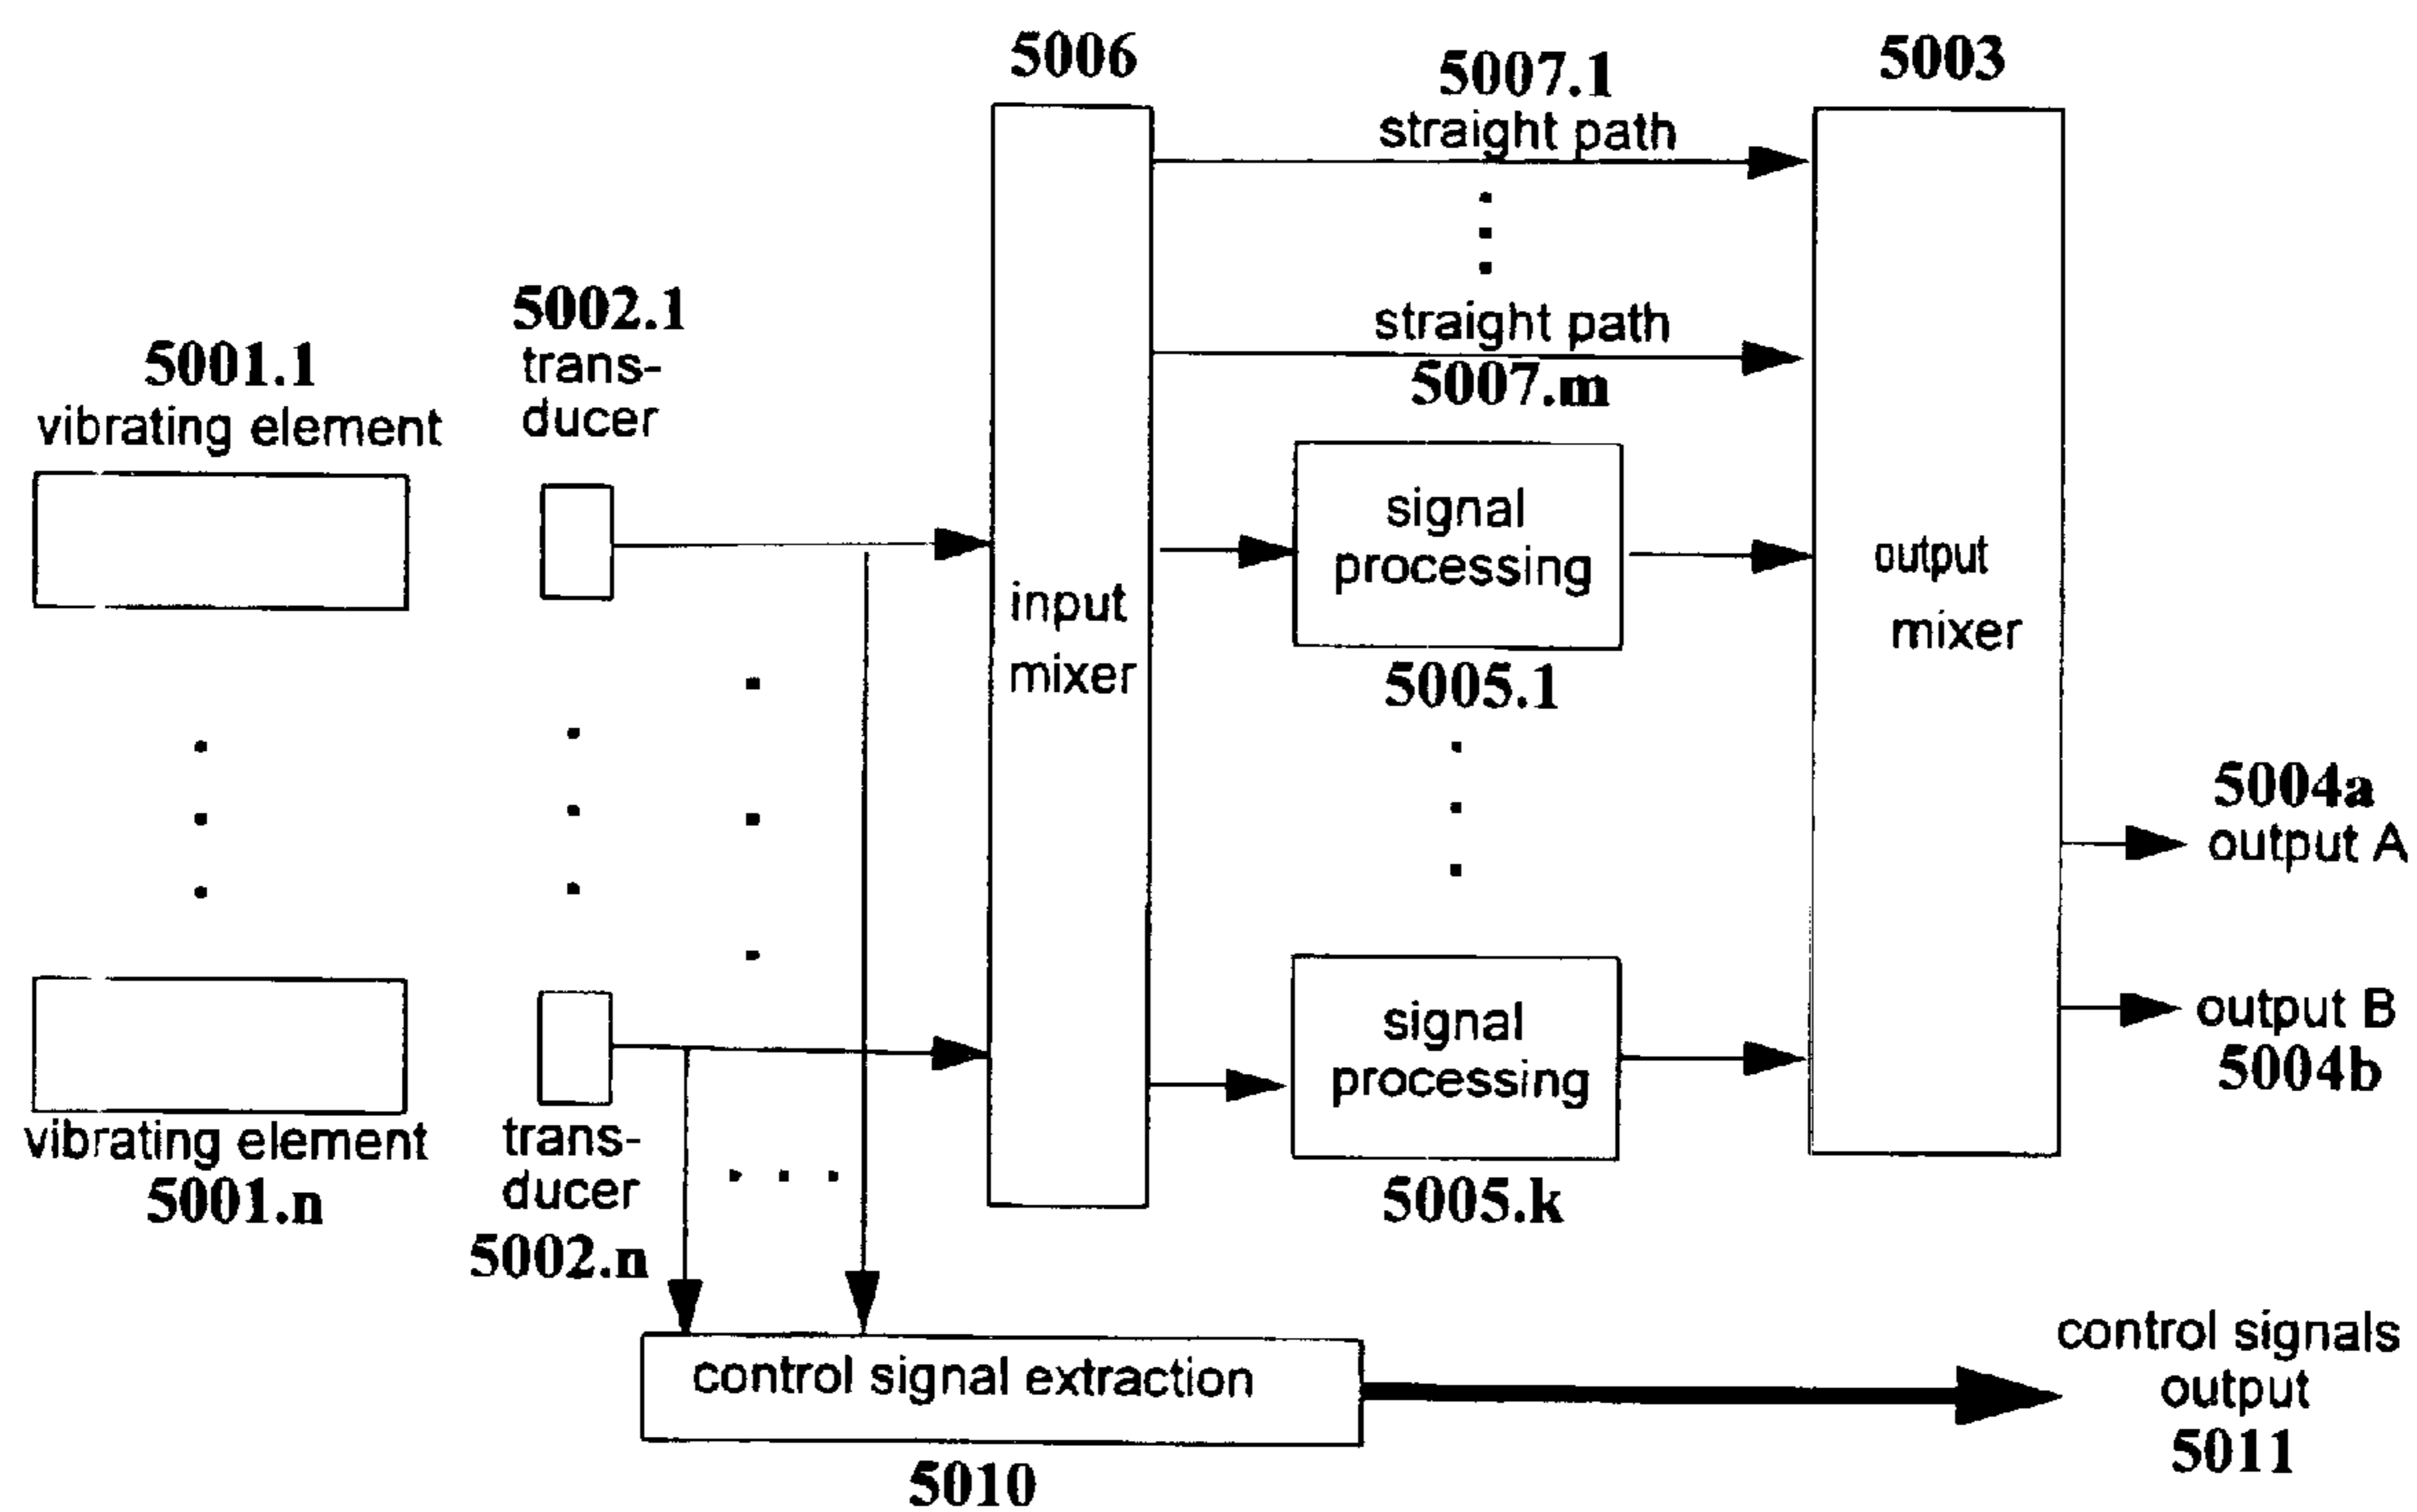 5006
5007.1
5003
straight path
5002.1
trans-
ducer
5001.1
vibrating element
straight path
5007.m
signal
processing
5005.1
input
mixer
output
mixer
5004a
output A
output B
5004b
signal
processing
5005.k
vibrating element
5001.n
trans-
ducer
5002.n
control signal extraction
5010
control signals
output
5011